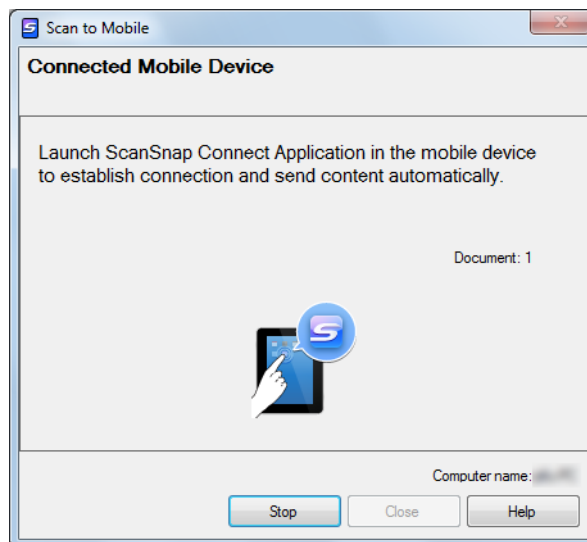 Scan to Mobile
Connected Mobile Device
Launch ScanSnap Connect Application in the mobile device
to establish connection and send content automatically.
Document: 1
Computer name:
Stop Close Help